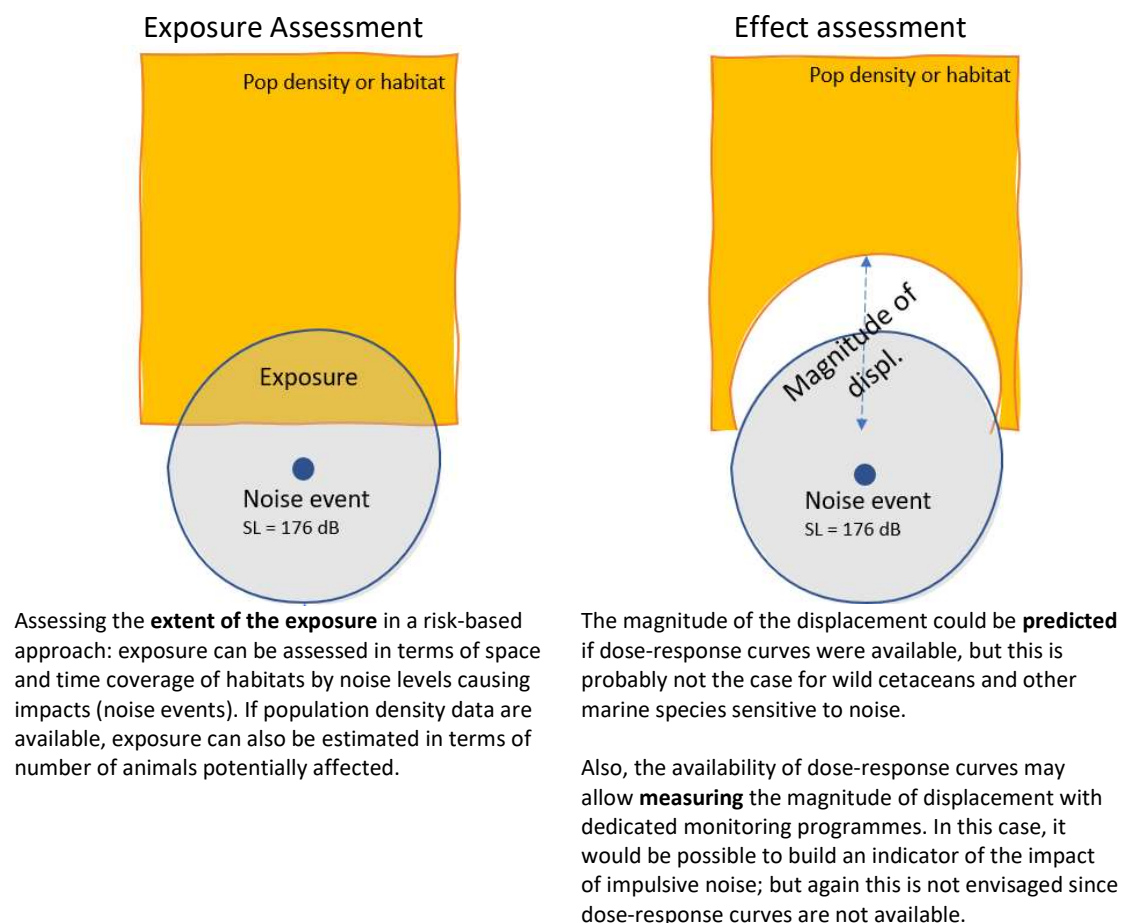 Exposure Assessment
Pop density or habitat
Exposure
Noise event
SL = 176 dB
Assessing the extent of the exposure in a risk-based
approach: exposure can be assessed in terms of space
and time coverage of habitats by noise levels causing
impacts (noise events). If population density data are
available, exposure can also be estimated in terms of
number of animals potentially affected.
Effect assessment
Pop density or habitat
Magnitude of
displ.
Noise event
SL = 176 dB
The magnitude of the displacement could be predicted
if dose-response curves were available, but this is
probably not the case for wild cetaceans and other
marine species sensitive to noise.
Also, the availability of dose-response curves may
allow measuring the magnitude of displacement with
dedicated monitoring programmes. In this case, it
would be possible to build an indicator of the impact
of impulsive noise; but again this is not envisaged since
dose-response curves are not available.